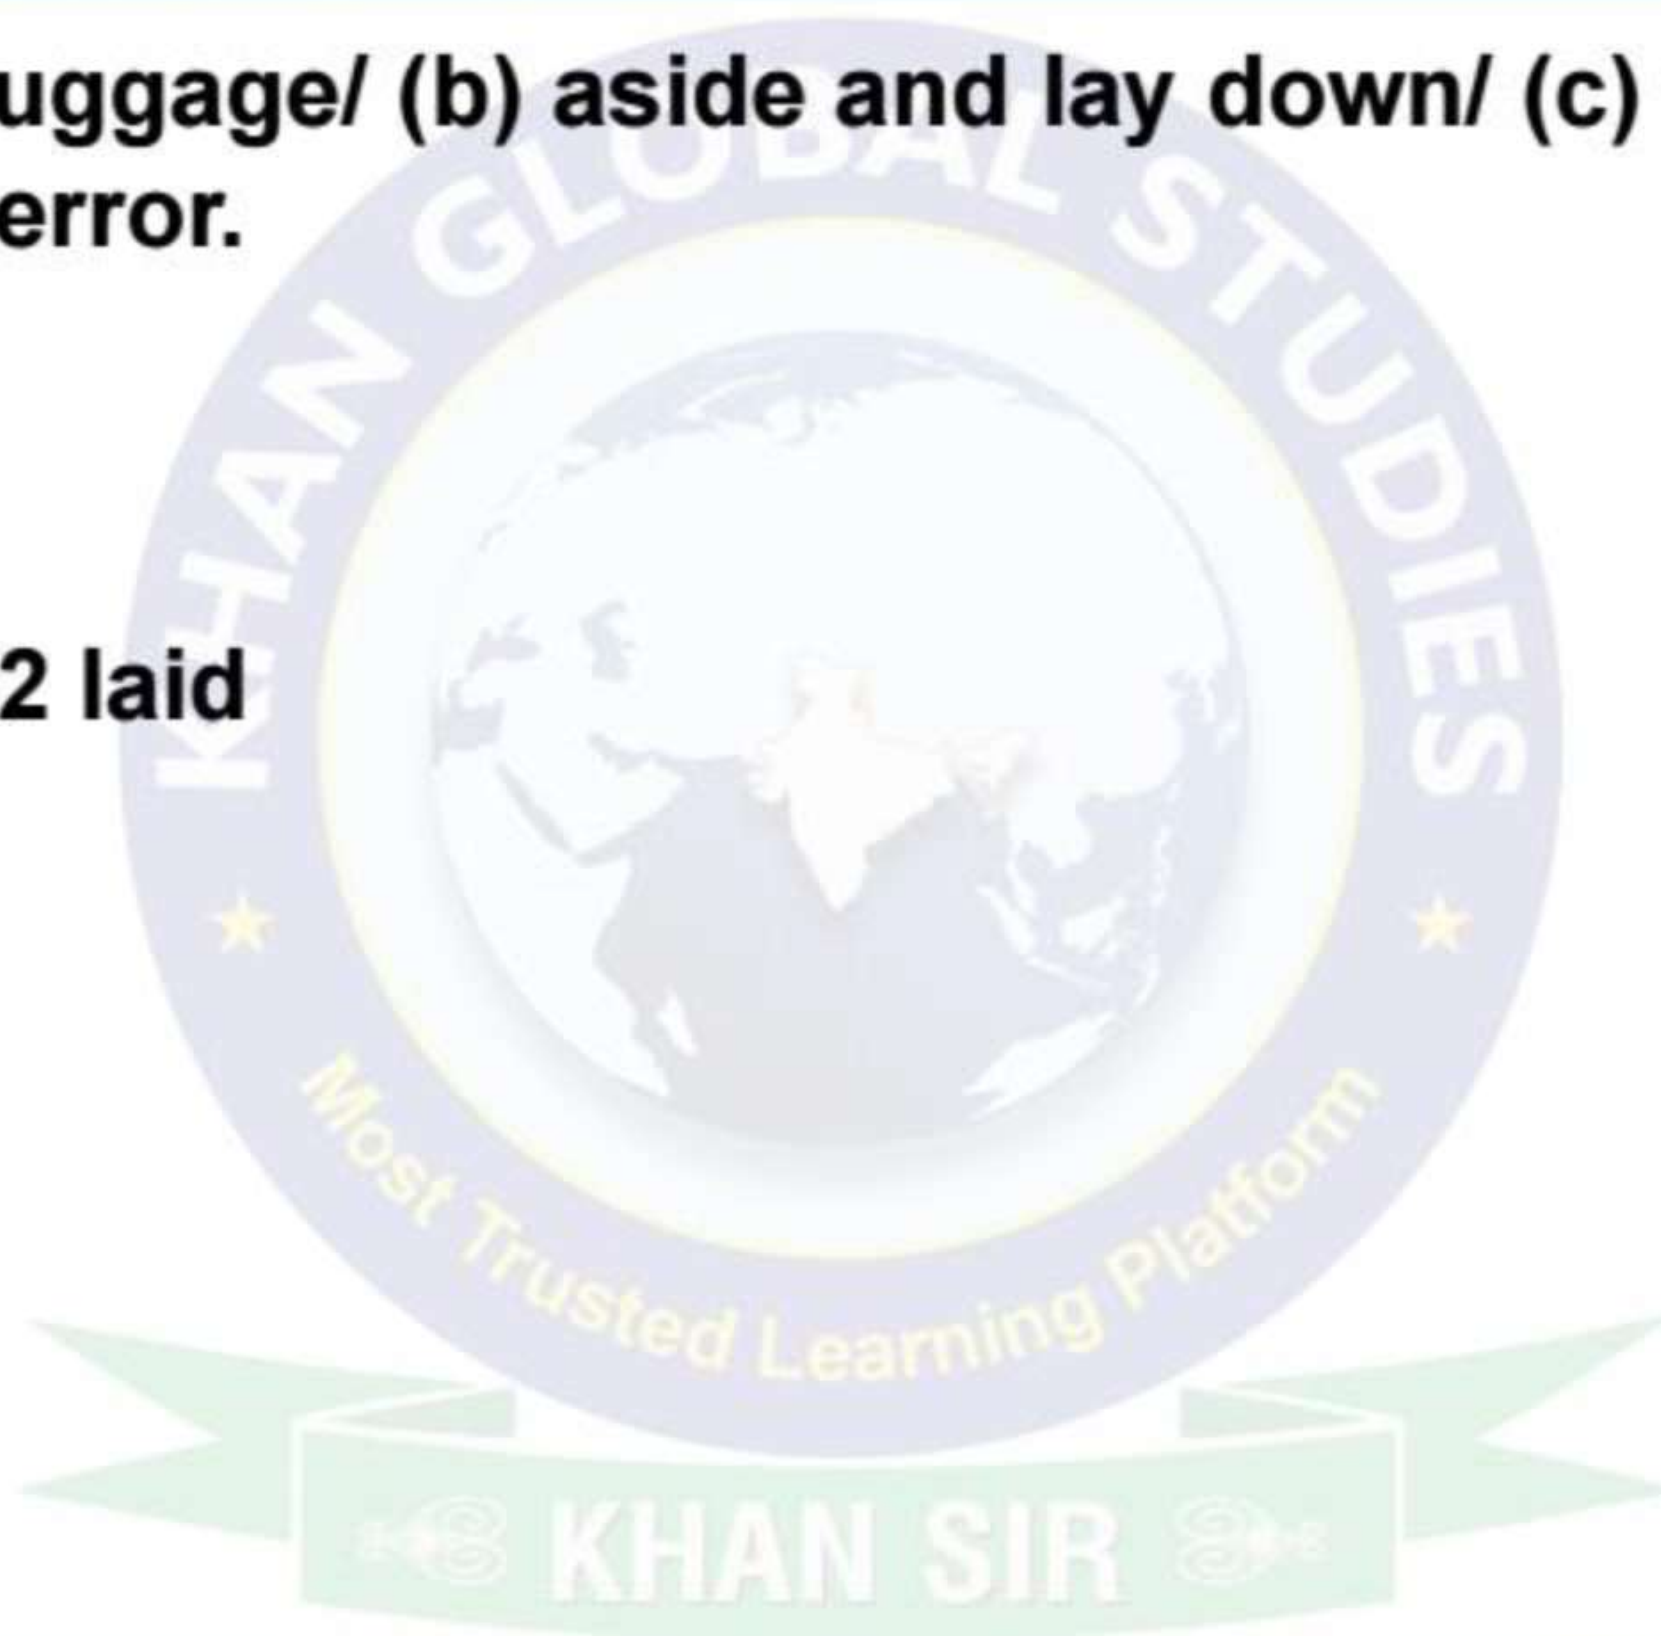 uggage/ (b) aside and lay down/ (c)
error.
2 laid
KHAN GLOBAL STUDIES
Most Trusted Learning Platform
KHAN SIR